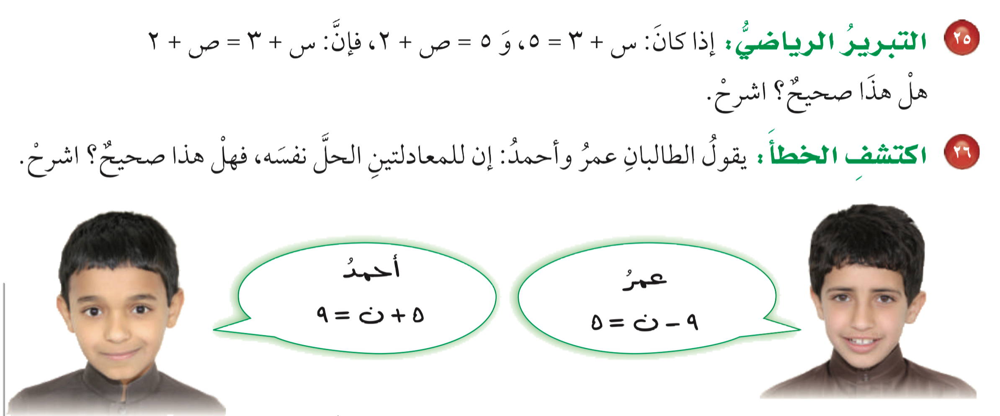 ٢٥ التبريرُ الرياضيُّ: إذا كانَ: س + ٣ = ٥، وَ ٥ = ص + ٢، فإنَّ: س + ٣ = ص + ٢
هلْ هذَا صحيحٌ؟ اشرحْ.
٢٦ اكتشفِ الخطأَ: يقولُ الطالبانِ عمرُ وأحمدُ: إن للمعادلتينِ الحلَّ نفسَه، فهلْ هذا صحيحٌ؟ اشرحْ.
عمرُ
٩ – ن = ٥
أحمدُ
٥ + ن = ٩